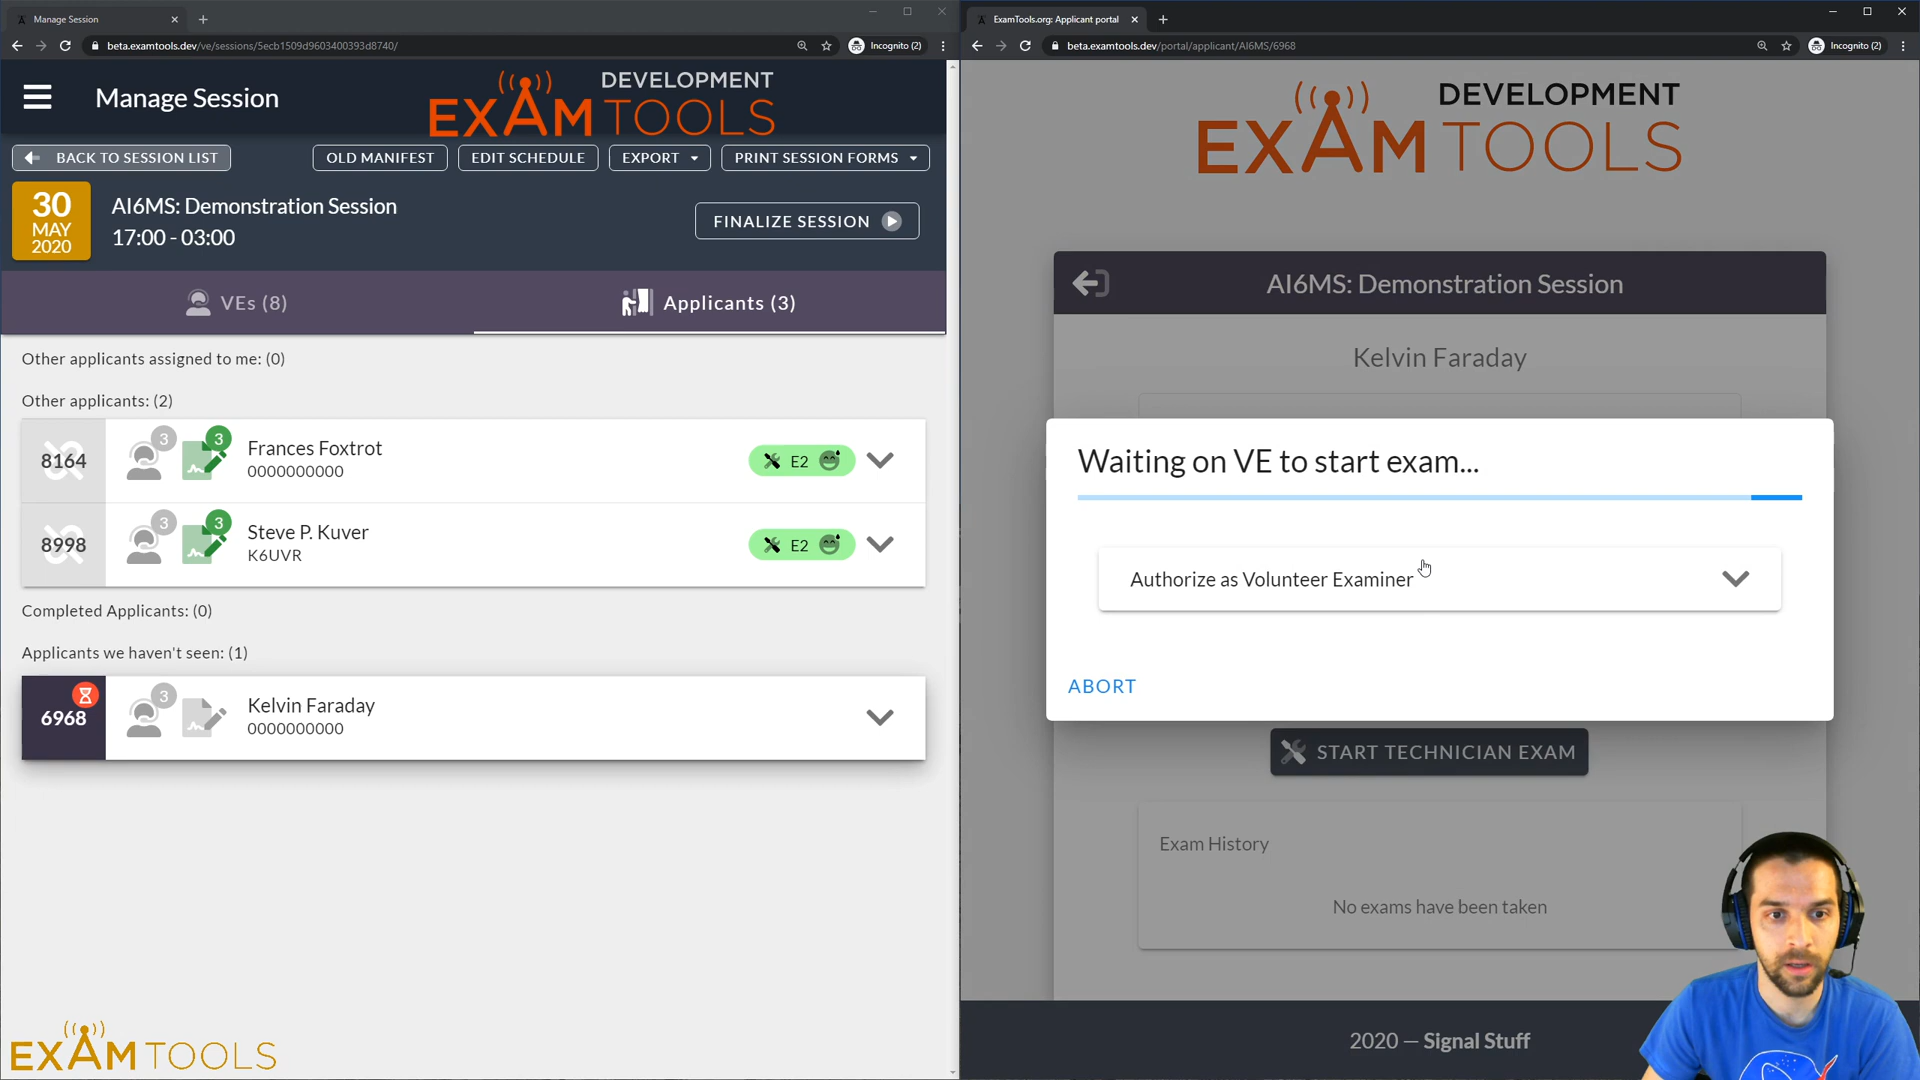 Manage Session
beta.examtools.dev/ve/sessions/5ecb1509d9603400393d8740/
Incognito (2)
Manage Session
DEVELOPMENT
EXAMTOOLS
BACK TO SESSION LIST
OLD MANIFEST
EDIT SCHEDULE
EXPORT
PRINT SESSION FORMS
30
MAY
2020
AI6MS: Demonstration Session
17:00 - 03:00
FINALIZE SESSION
VEs (8)
Applicants (3)
Other applicants assigned to me: (0)
Other applicants: (2)
8164
3
3
Frances Foxtrot
0000000000
E2
8998
3
3
Steve P. Kuver
K6UVR
E2
Completed Applicants: (0)
Applicants we haven't seen: (1)
6968
3
Kelvin Faraday
0000000000
EXAMTOOLS
ExamTools.org: Applicant portal
beta.examtools.dev/portal/applicant/AI6MS/6968
Incognito (2)
DEVELOPMENT
EXAMTOOLS
AI6MS: Demonstration Session
Kelvin Faraday
Waiting on VE to start exam...
Authorize as Volunteer Examiner
ABORT
START TECHNICIAN EXAM
Exam History
No exams have been taken
2020 — Signal Stuff